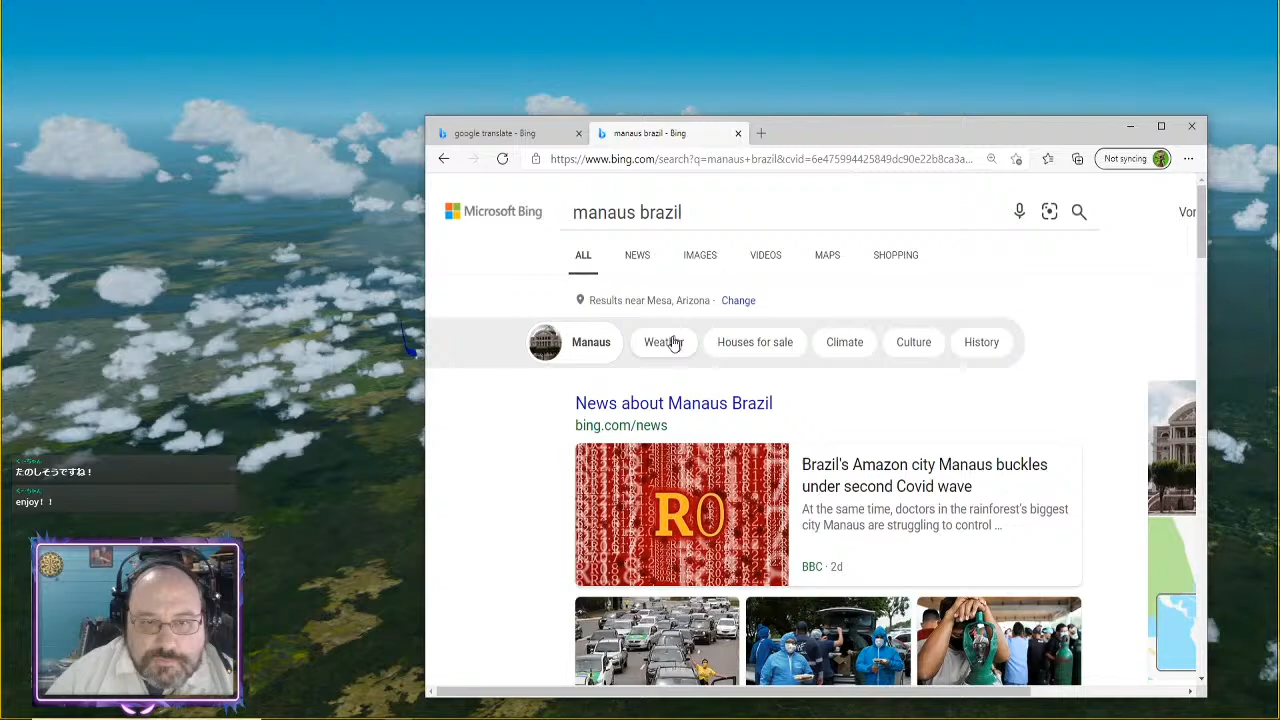 google translate - Bing
manaus brazil - Bing
https://www.bing.com/search?q=manaus+brazil&cvid=6e475994425849dc90e22b8ca3a...
Not syncing
Microsoft Bing
manaus brazil
ALL
NEWS
IMAGES
VIDEOS
MAPS
SHOPPING
Results near Mesa, Arizona · Change
Manaus
Weather
Houses for sale
Climate
Culture
History
News about Manaus Brazil
bing.com/news
R0
Brazil's Amazon city Manaus buckles
under second Covid wave
At the same time, doctors in the rainforest's biggest
city Manaus are struggling to control ...
BBC · 2d
たのしそうですね！
enjoy！！